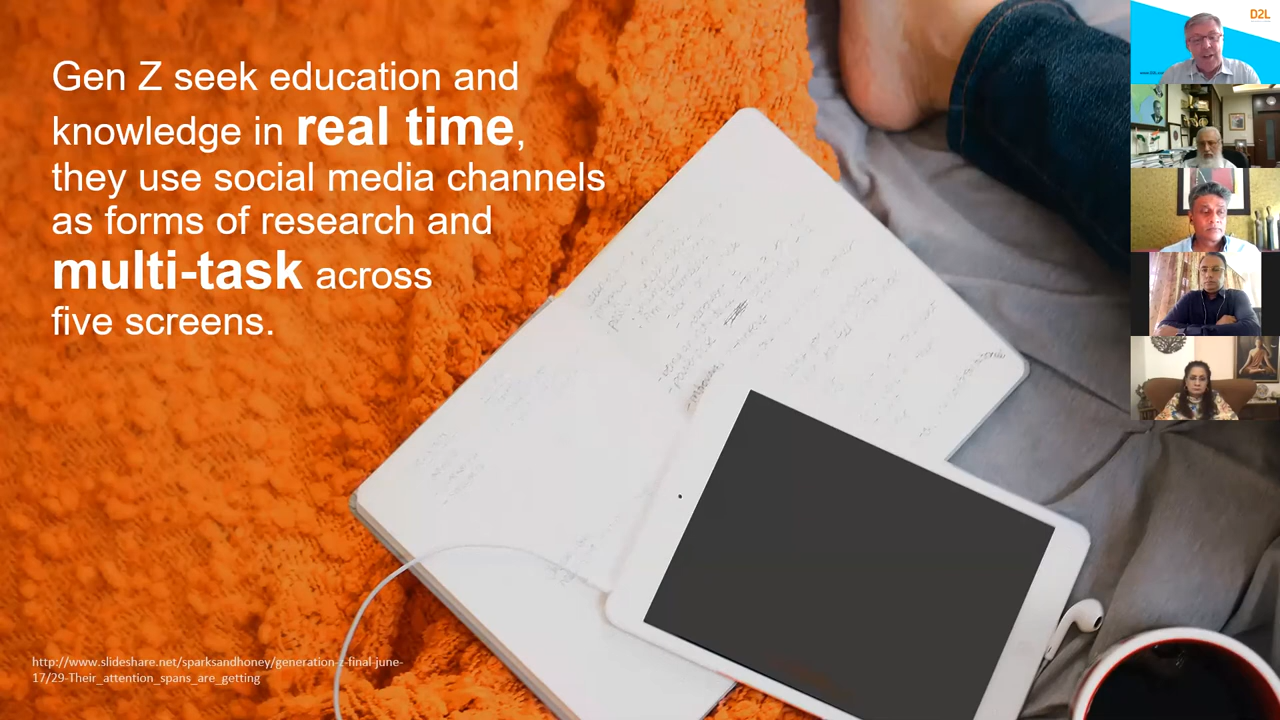 Gen Z seek education and
knowledge in real time,
they use social media channels
as forms of research and
multi-task across
five screens.
http://www.slideshare.net/sparksandhoney/generation-z-final-june-
17/29-Their_attention_spans_are_getting
D2L